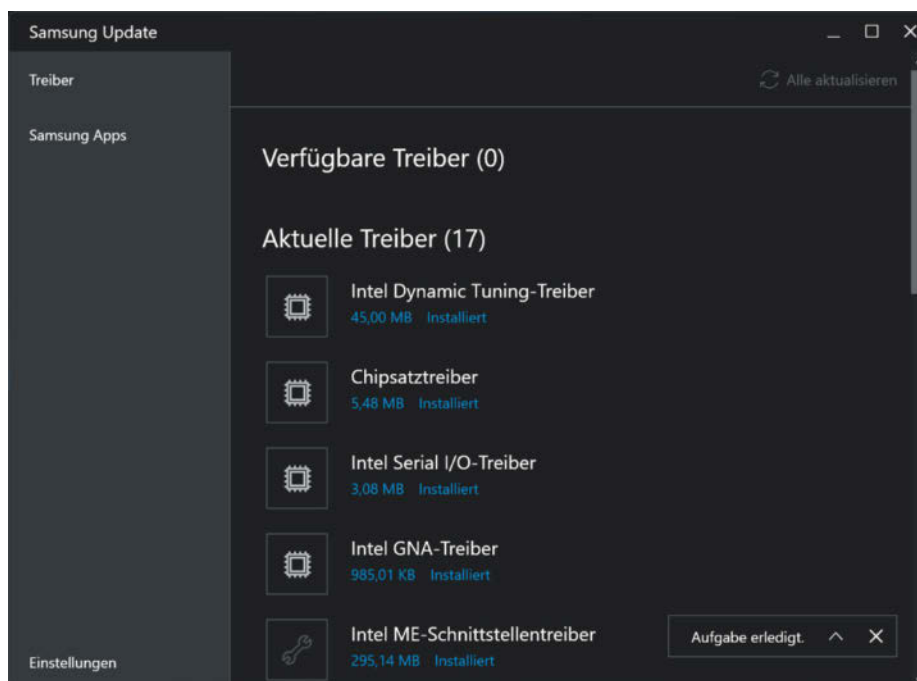 Samsung Update
Treiber
Alle aktualisieren
Samsung Apps
Verfügbare Treiber (0)
Aktuelle Treiber (17)
Intel Dynamic Tuning-Treiber
45,00 MB Installiert
Chipsatztreiber
5,48 MB Installiert
Intel Serial I/O-Treiber
3,08 MB Installiert
Intel GNA-Treiber
985,01 KB Installiert
Intel ME-Schnittstellentreiber
295,14 MB Installiert
Aufgabe erledigt.
Einstellungen